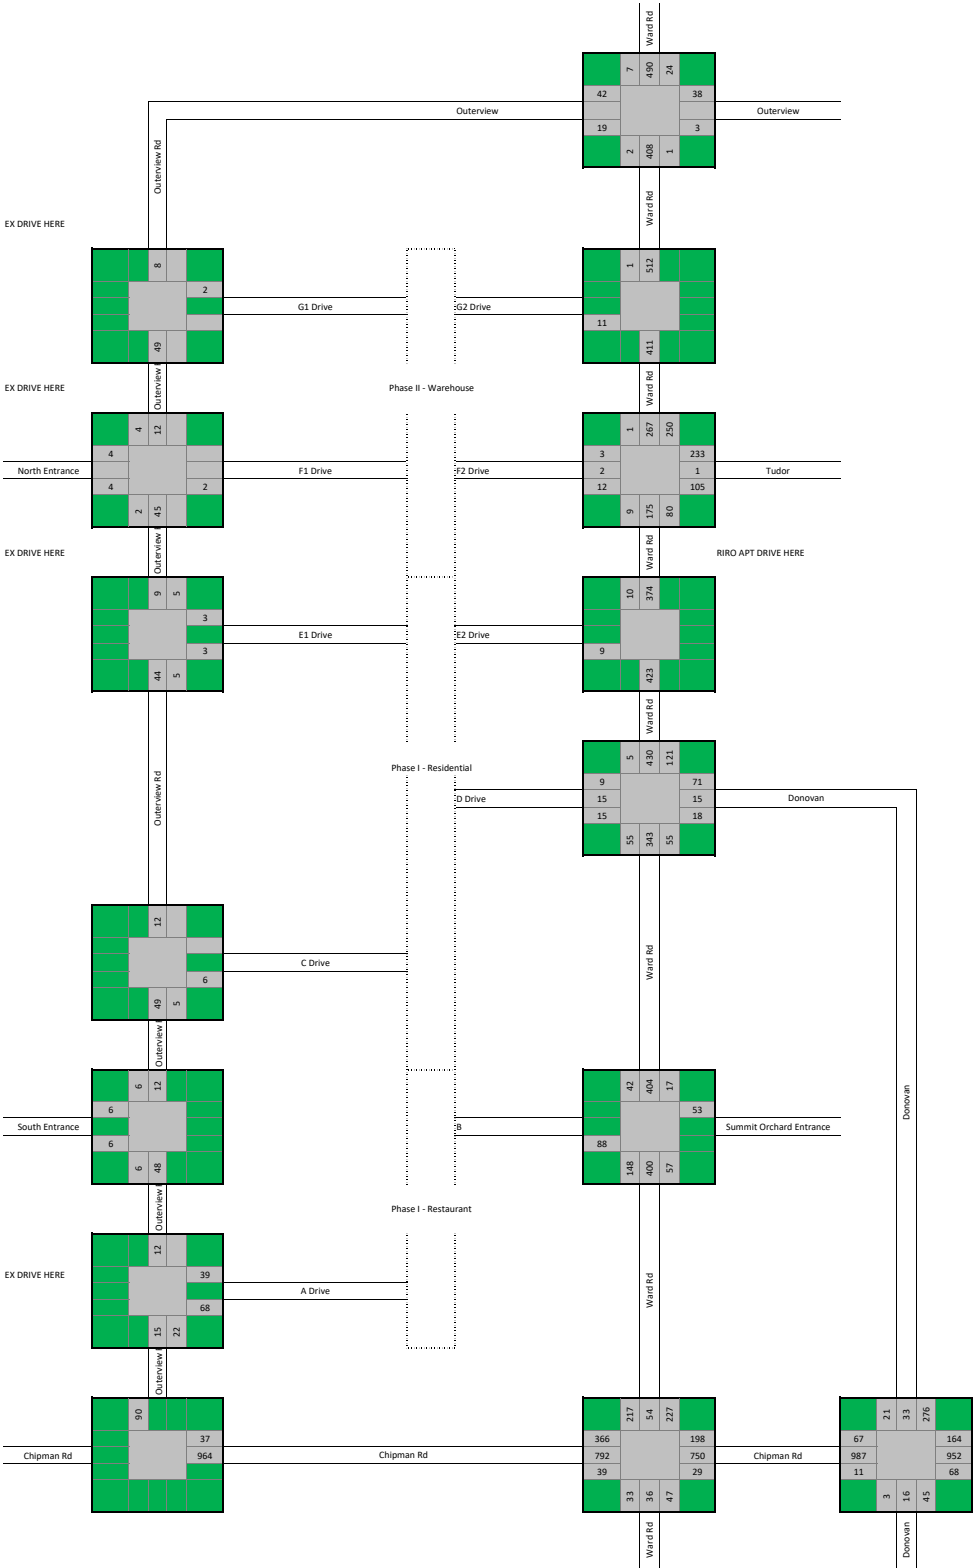 Ward Rd
7 490 24
42 38
Outerview Outerview
19 3
2 408 1
Outerview Rd
Ward Rd
EX DRIVE HERE
8 1 512
2
G1 Drive G2 Drive
11
49 411
Outerview Ward Rd
EX DRIVE HERE Phase II - Warehouse
4 12 1 267 250
4 3 233
North Entrance F1 Drive F2 Drive 2 1 Tudor
4 2 12 105
2 45 9 175 80
Outerview Ward Rd
EX DRIVE HERE RIRO APT DRIVE HERE
9 5 10 374
3
E1 Drive E2 Drive
3 9
44 5 423
Ward Rd
Outerview Rd
Phase I - Residential
5 430 121
9 71
D Drive 15 15 Donovan
15 18
55 343 55
12
C Drive
6
49 5
Ward Rd
Outerview
6 12 42 404 17
6 53
South Entrance B Summit Orchard Entrance
6 88
6 48 148 400 57
Donovan
Outerview
Phase I - Restaurant
12
EX DRIVE HERE 39
A Drive
68
15 22
Ward Rd
Outerview
90 217 54 227 21 33 276
37 366 198 67 164
Chipman Rd 964 Chipman Rd 792 750 Chipman Rd 987 952
39 29 11 68
33 36 47 3 16 45
Ward Rd Donovan